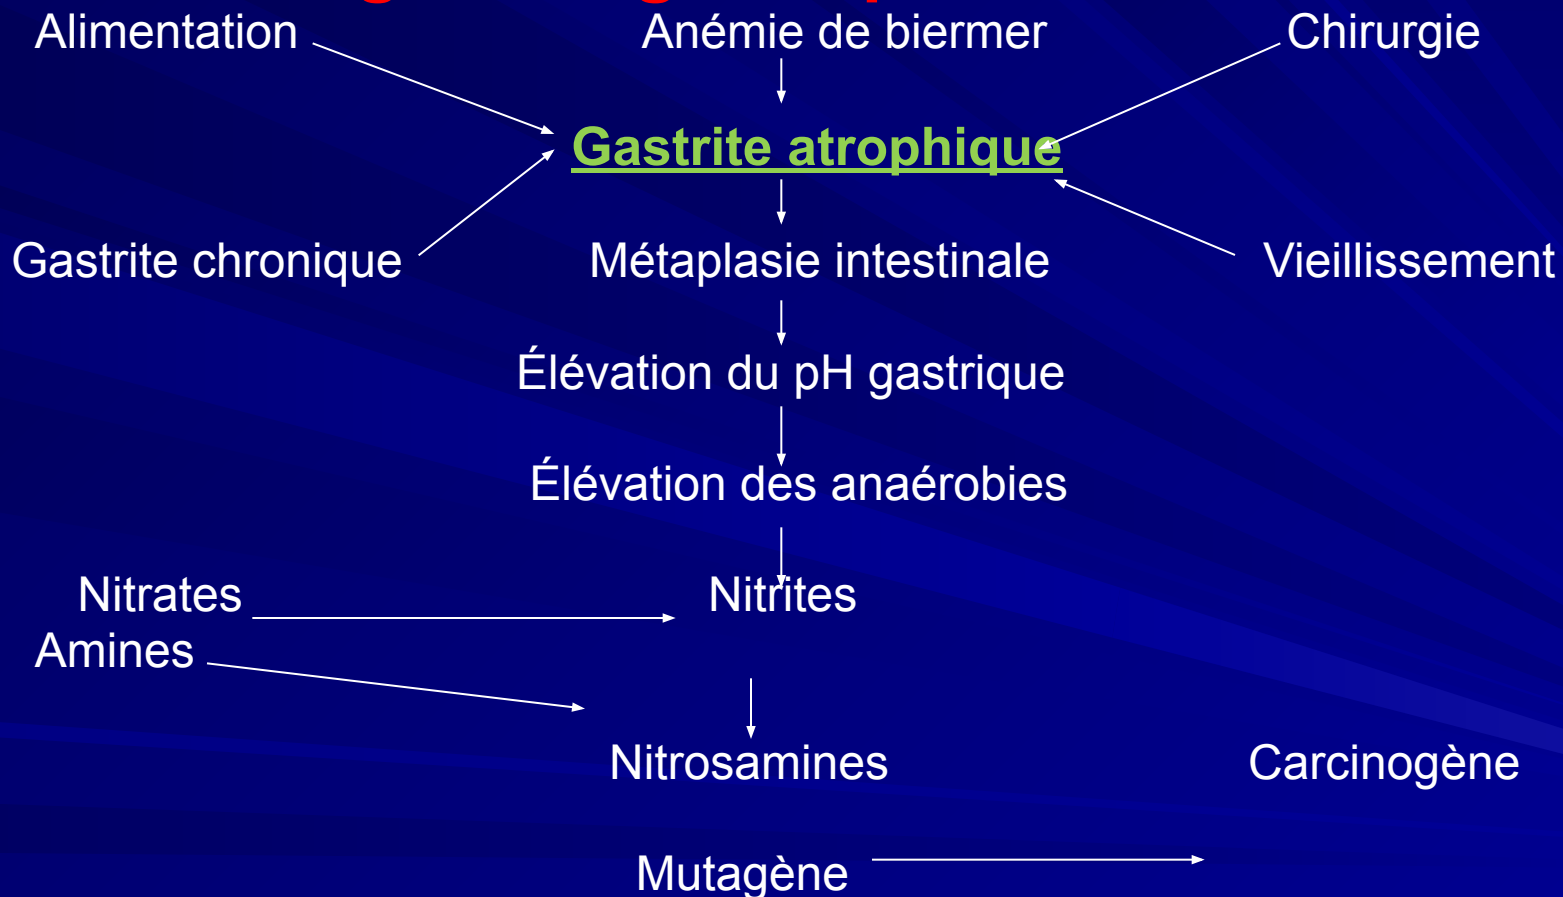 Alimentation Anémie de biermer Chirurgie
Gastrite atrophique
Gastrite chronique Métaplasie intestinale Vieillissement
Élévation du pH gastrique
Élévation des anaérobies
Nitrates Nitrites
Amines
Nitrosamines Carcinogène
Mutagène